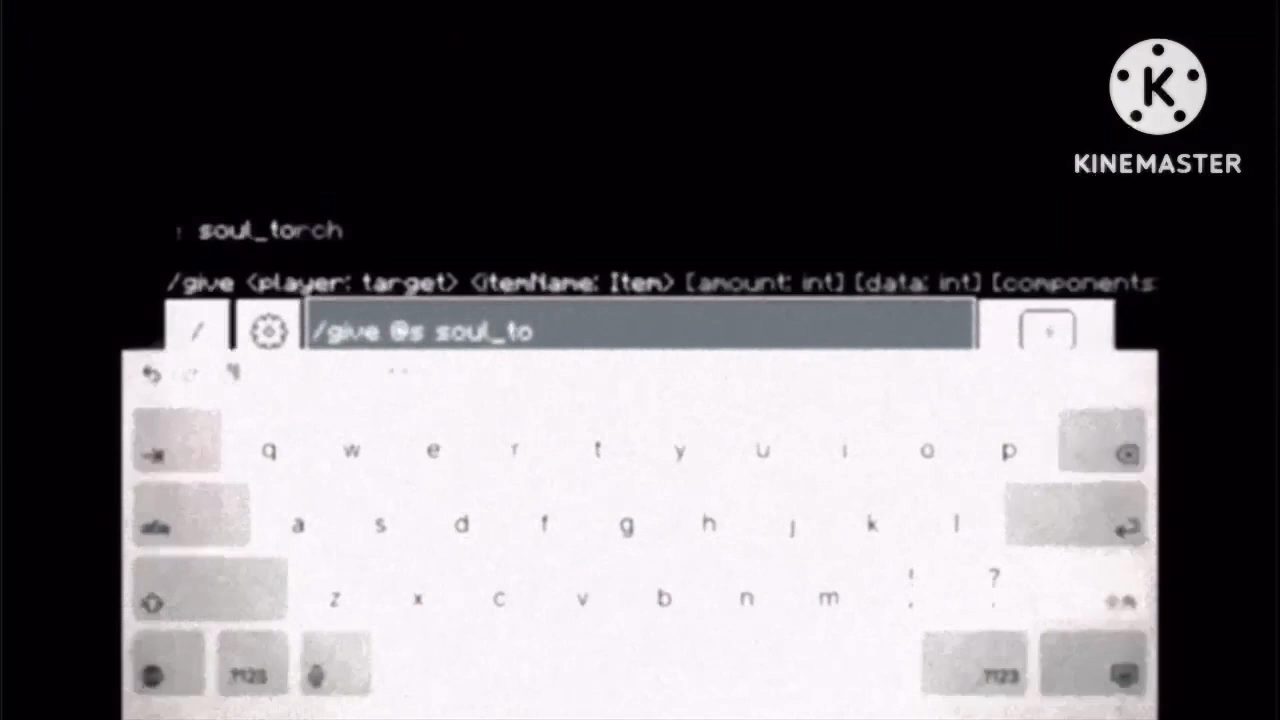 K
KINEMASTER
soul_torch
/give <player: target> <itemName: Item> [amount: int] [data: int] [components:
/
/give @s soul_to
q w e r t y u i o p
a s d f g h j k l
z x c v b n m ! , ? .
?123 ?123